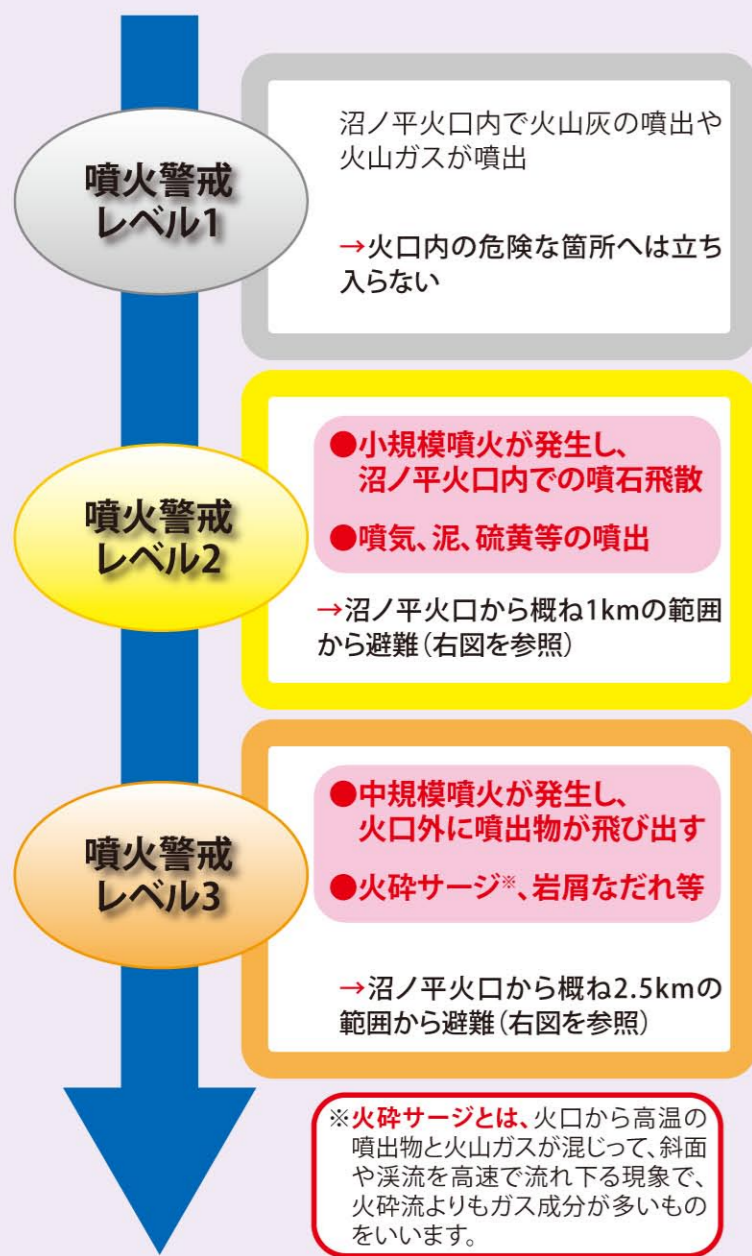 噴火警戒
レベル1
沼ノ平火口内で火山灰の噴出や
火山ガスが噴出
→火口内の危険な箇所へは立ち
入らない
噴火警戒
レベル2
●小規模噴火が発生し、
沼ノ平火口内での噴石飛散
●噴気、泥、硫黄等の噴出
→沼ノ平火口から概ね1kmの範囲
から避難(右図を参照)
噴火警戒
レベル3
●中規模噴火が発生し、
火口外に噴出物が飛び出す
●火砕サージ※、岩屑なだれ等
→沼ノ平火口から概ね2.5kmの
範囲から避難(右図を参照)
※火砕サージとは、火口から高温の
噴出物と火山ガスが混じって、斜面
や渓流を高速で流れ下る現象で、
火砕流よりもガス成分が多いもの
をいいます。